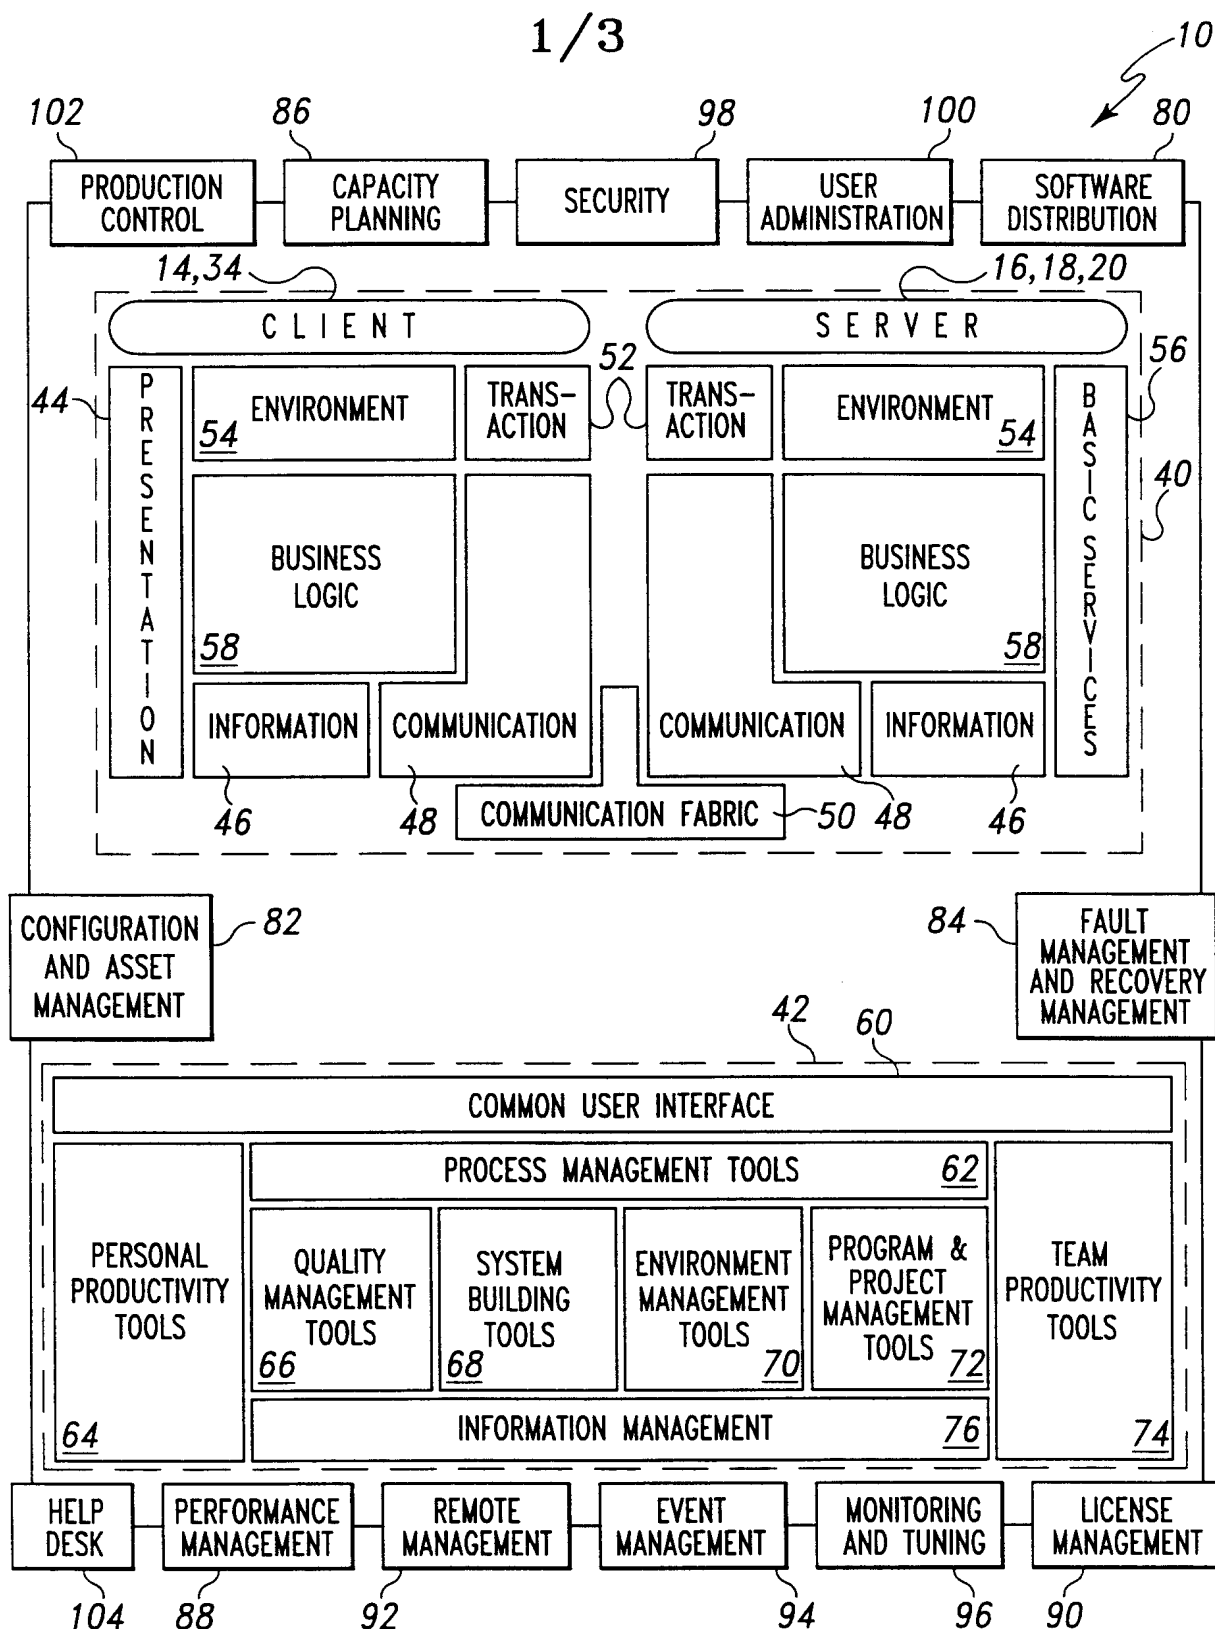 1/3
10
102
86
98
100
80
PRODUCTION
CONTROL
CAPACITY
PLANNING
SECURITY
USER
ADMINISTRATION
SOFTWARE
DISTRIBUTION
14,34
16,18,20
CLIENT
SERVER
52
56
44
PRESENTATION
ENVIRONMENT
54
TRANS-
ACTION
TRANS-
ACTION
ENVIRONMENT
54
BASIC SERVICES
40
BUSINESS
LOGIC
58
BUSINESS
LOGIC
58
INFORMATION
COMMUNICATION
COMMUNICATION
INFORMATION
46
48
COMMUNICATION FABRIC
50
48
46
CONFIGURATION
AND ASSET
MANAGEMENT
82
84
FAULT
MANAGEMENT
AND RECOVERY
MANAGEMENT
42
60
COMMON USER INTERFACE
PROCESS MANAGEMENT TOOLS
62
PERSONAL
PRODUCTIVITY
TOOLS
64
QUALITY
MANAGEMENT
TOOLS
66
SYSTEM
BUILDING
TOOLS
68
ENVIRONMENT
MANAGEMENT
TOOLS
70
PROGRAM &
PROJECT
MANAGEMENT
TOOLS
72
TEAM
PRODUCTIVITY
TOOLS
74
INFORMATION MANAGEMENT
76
HELP
DESK
PERFORMANCE
MANAGEMENT
REMOTE
MANAGEMENT
EVENT
MANAGEMENT
MONITORING
AND TUNING
LICENSE
MANAGEMENT
104
88
92
94
96
90